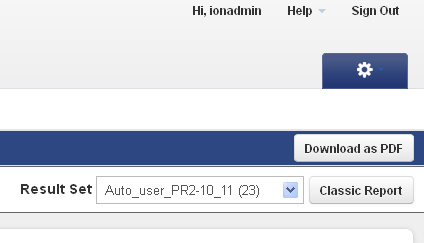 Hi, ionadmin Help Sign Out
Download as PDF
Result Set Auto_user_PR2-10_11 (23) Classic Report